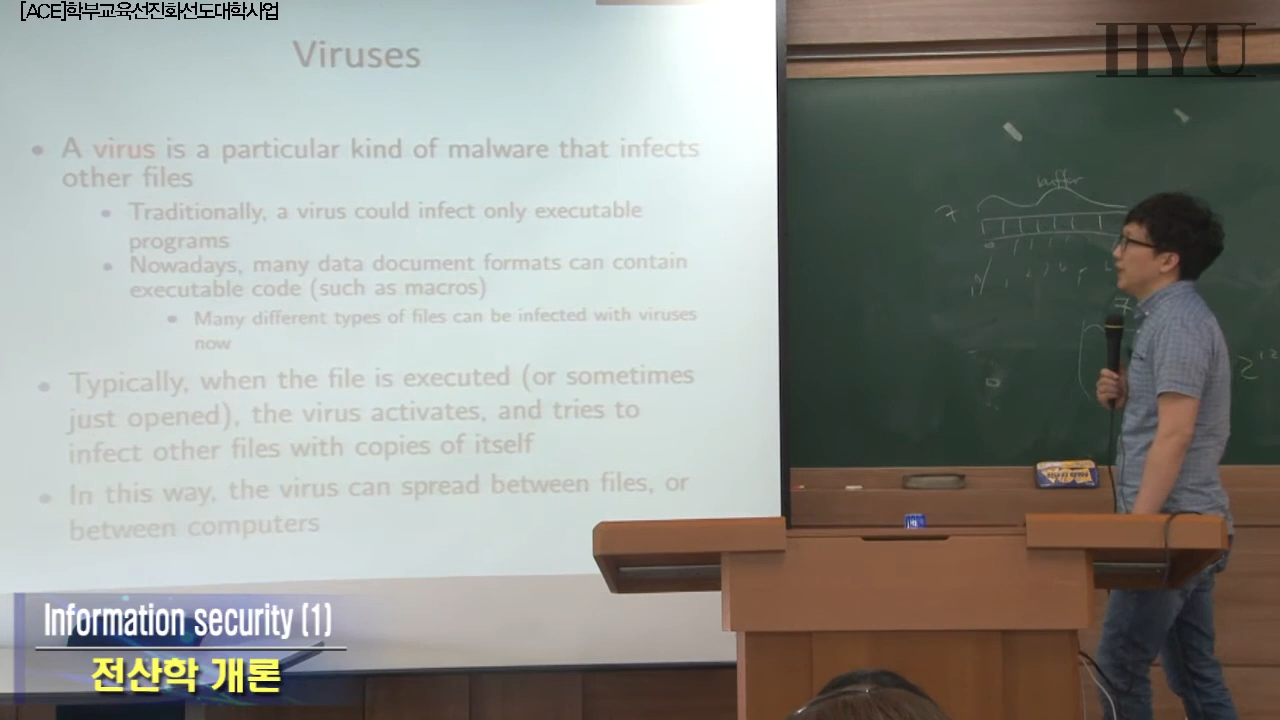 [ACE]학부교육선진화선도대학사업
HYU
Viruses
• A virus is a particular kind of malware that infects
other files
• Traditionally, a virus could infect only executable
programs
• Nowadays, many data document formats can contain
executable code (such as macros)
• Many different types of files can be infected with viruses
now
• Typically, when the file is executed (or sometimes
just opened), the virus activates, and tries to
infect other files with copies of itself
• In this way, the virus can spread between files, or
between computers
buffer
7
7
Information security (1)
전산학 개론